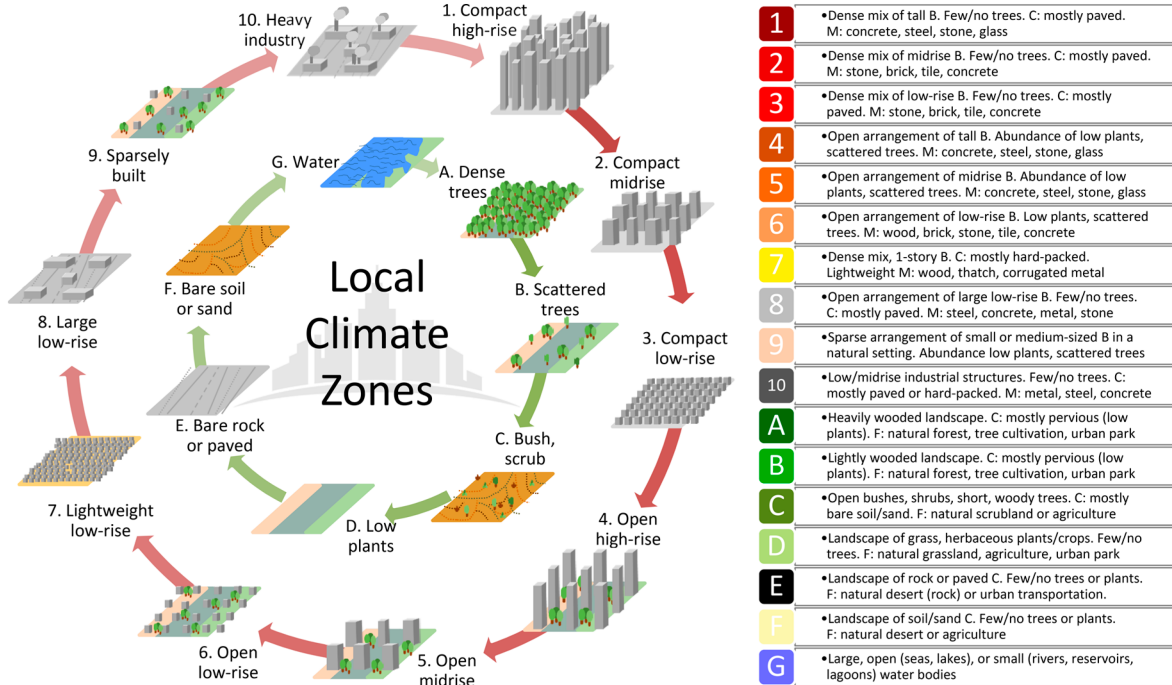 10. Heavy
industry
1. Compact
high-rise
9. Sparsely
built
G. Water
A. Dense
trees
2. Compact
midrise
F. Bare soil
or sand
Local
Climate
Zones
B. Scattered
trees
8. Large
low-rise
3. Compact
low-rise
E. Bare rock
or paved
C. Bush,
scrub
7. Lightweight
low-rise
D. Low
plants
4. Open
high-rise
6. Open
low-rise
5. Open
midrise
1
•Dense mix of tall B. Few/no trees. C: mostly paved.
M: concrete, steel, stone, glass
2
•Dense mix of midrise B. Few/no trees. C: mostly paved.
M: stone, brick, tile, concrete
3
•Dense mix of low-rise B. Few/no trees. C: mostly
paved. M: stone, brick, tile, concrete
4
•Open arrangement of tall B. Abundance of low plants,
scattered trees. M: concrete, steel, stone, glass
5
•Open arrangement of midrise B. Abundance of low
plants, scattered trees. M: concrete, steel, stone, glass
6
•Open arrangement of low-rise B. Low plants, scattered
trees. M: wood, brick, stone, tile, concrete
7
•Dense mix, 1-story B. C: mostly hard-packed.
Lightweight M: wood, thatch, corrugated metal
8
•Open arrangement of large low-rise B. Few/no trees.
C: mostly paved. M: steel, concrete, metal, stone
9
•Sparse arrangement of small or medium-sized B in a
natural setting. Abundance low plants, scattered trees
10
•Low/midrise industrial structures. Few/no trees. C:
mostly paved or hard-packed. M: metal, steel, concrete
A
•Heavily wooded landscape. C: mostly pervious (low
plants). F: natural forest, tree cultivation, urban park
B
•Lightly wooded landscape. C: mostly pervious (low
plants). F: natural forest, tree cultivation, urban park
C
•Open bushes, shrubs, short, woody trees. C: mostly
bare soil/sand. F: natural scrubland or agriculture
D
•Landscape of grass, herbaceous plants/crops. Few/no
trees. F: natural grassland, agriculture, urban park
E
•Landscape of rock or paved C. Few/no trees or plants.
F: natural desert (rock) or urban transportation.
F
•Landscape of soil/sand C. Few/no trees or plants.
F: natural desert or agriculture
G
•Large, open (seas, lakes), or small (rivers, reservoirs,
lagoons) water bodies